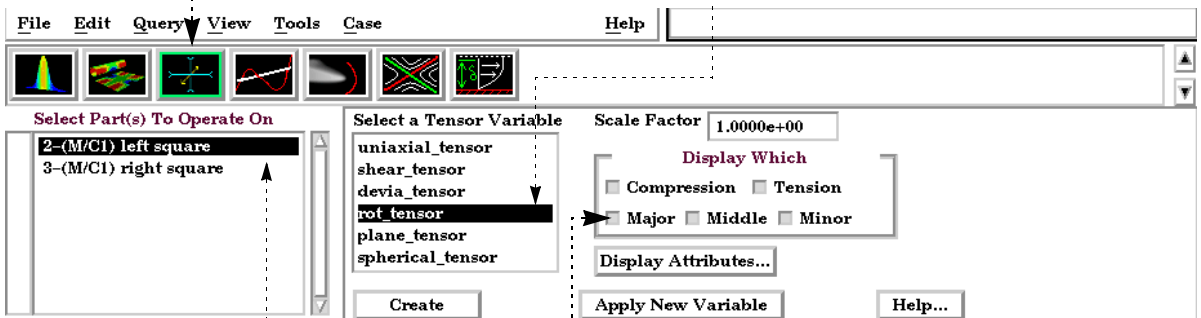 File Edit Query View Tools Case Help
Select Part(s) To Operate On
2-(M/C1) left square
3-(M/C1) right square
Select a Tensor Variable
uniaxial_tensor
shear_tensor
devia_tensor
rot_tensor
plane_tensor
spherical_tensor
Scale Factor 1.0000e+00
Display Which
Compression Tension
Major Middle Minor
Display Attributes...
Create Apply New Variable Help...